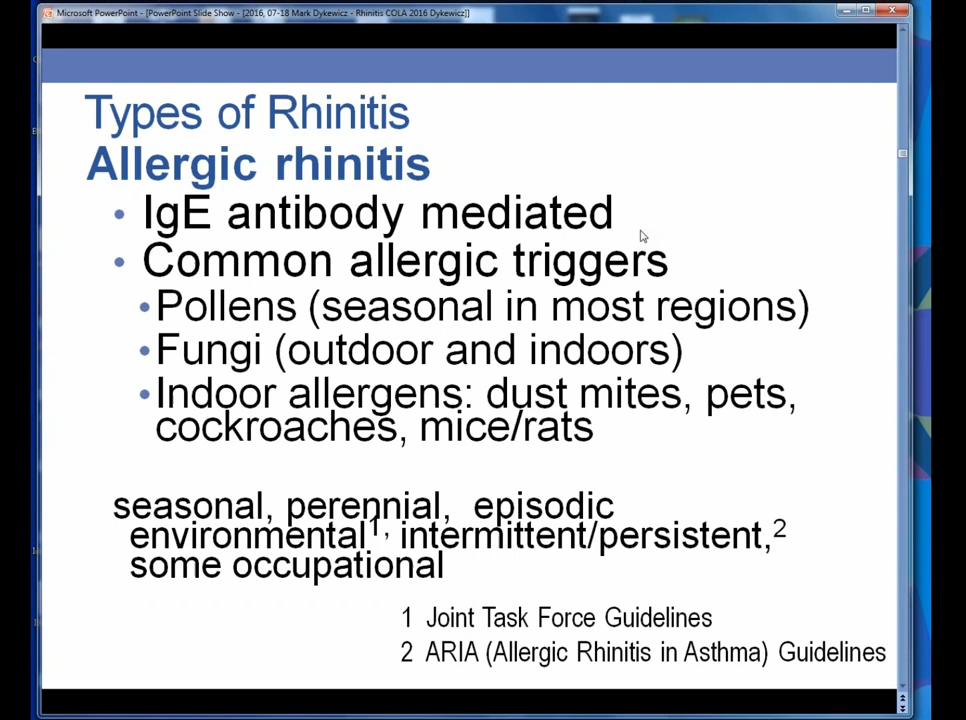 Microsoft PowerPoint - [PowerPoint Slide Show - [2016, 07-18 Mark Dykewicz - Rhinitis COLA 2016 Dykewicz]]
Types of Rhinitis
Allergic rhinitis
• IgE antibody mediated
• Common allergic triggers
•Pollens (seasonal in most regions)
•Fungi (outdoor and indoors)
•Indoor allergens: dust mites, pets,
cockroaches, mice/rats
seasonal, perennial, episodic
environmental1, intermittent/persistent,2
some occupational
1 Joint Task Force Guidelines
2 ARIA (Allergic Rhinitis in Asthma) Guidelines